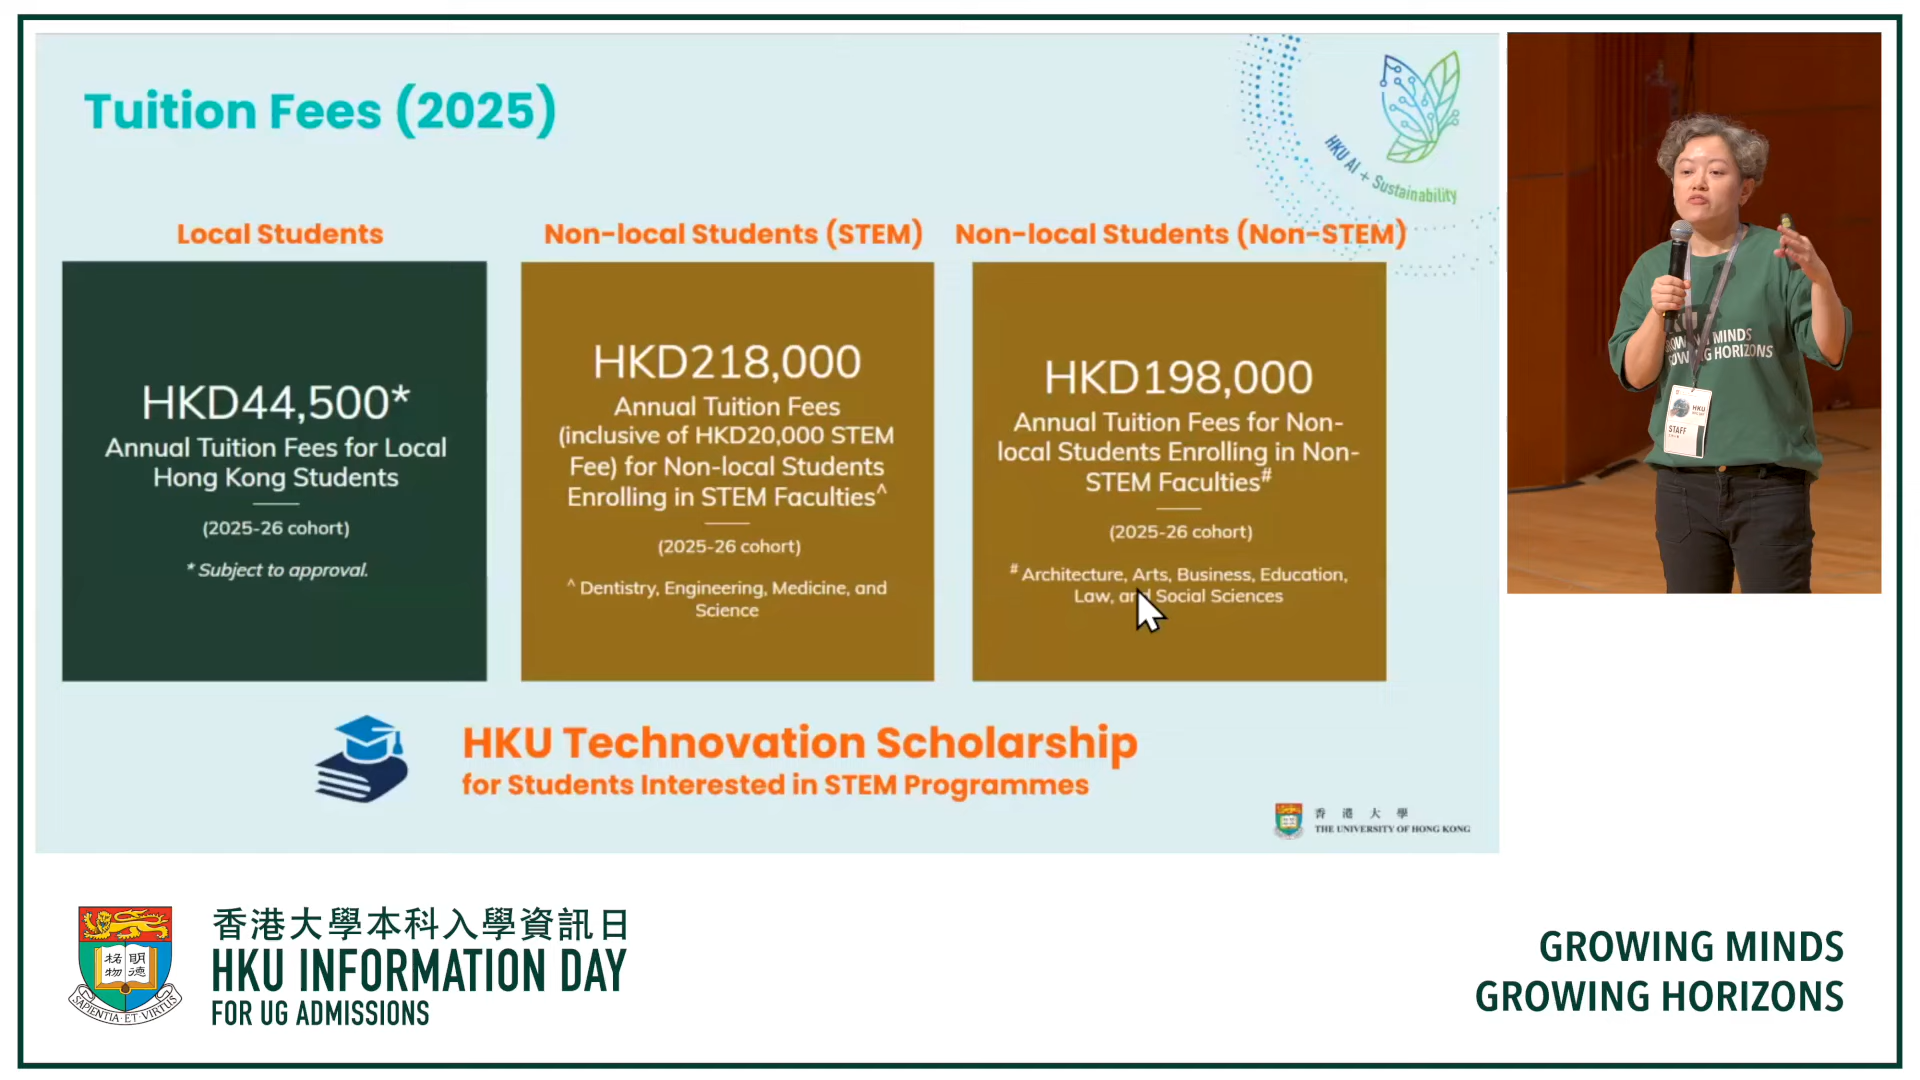 Tuition Fees (2025)
HKU AI + Sustainability
Local Students
HKD44,500*
Annual Tuition Fees for Local
Hong Kong Students
(2025-26 cohort)
* Subject to approval.
Non-local Students (STEM)
HKD218,000
Annual Tuition Fees
(inclusive of HKD20,000 STEM
Fee) for Non-local Students
Enrolling in STEM Faculties^
(2025-26 cohort)
^ Dentistry, Engineering, Medicine, and
Science
Non-local Students (Non-STEM)
HKD198,000
Annual Tuition Fees for Non-
local Students Enrolling in Non-
STEM Faculties#
(2025-26 cohort)
# Architecture, Arts, Business, Education,
Law, and Social Sciences
HKU Technovation Scholarship
for Students Interested in STEM Programmes
香港大學
THE UNIVERSITY OF HONG KONG
MINDS
HORIZONS
HKU
STAFF
明德
格物
SAPIENTIA·ET·VIRTUS
香港大學本科入學資訊日
HKU INFORMATION DAY
FOR UG ADMISSIONS
GROWING MINDS
GROWING HORIZONS